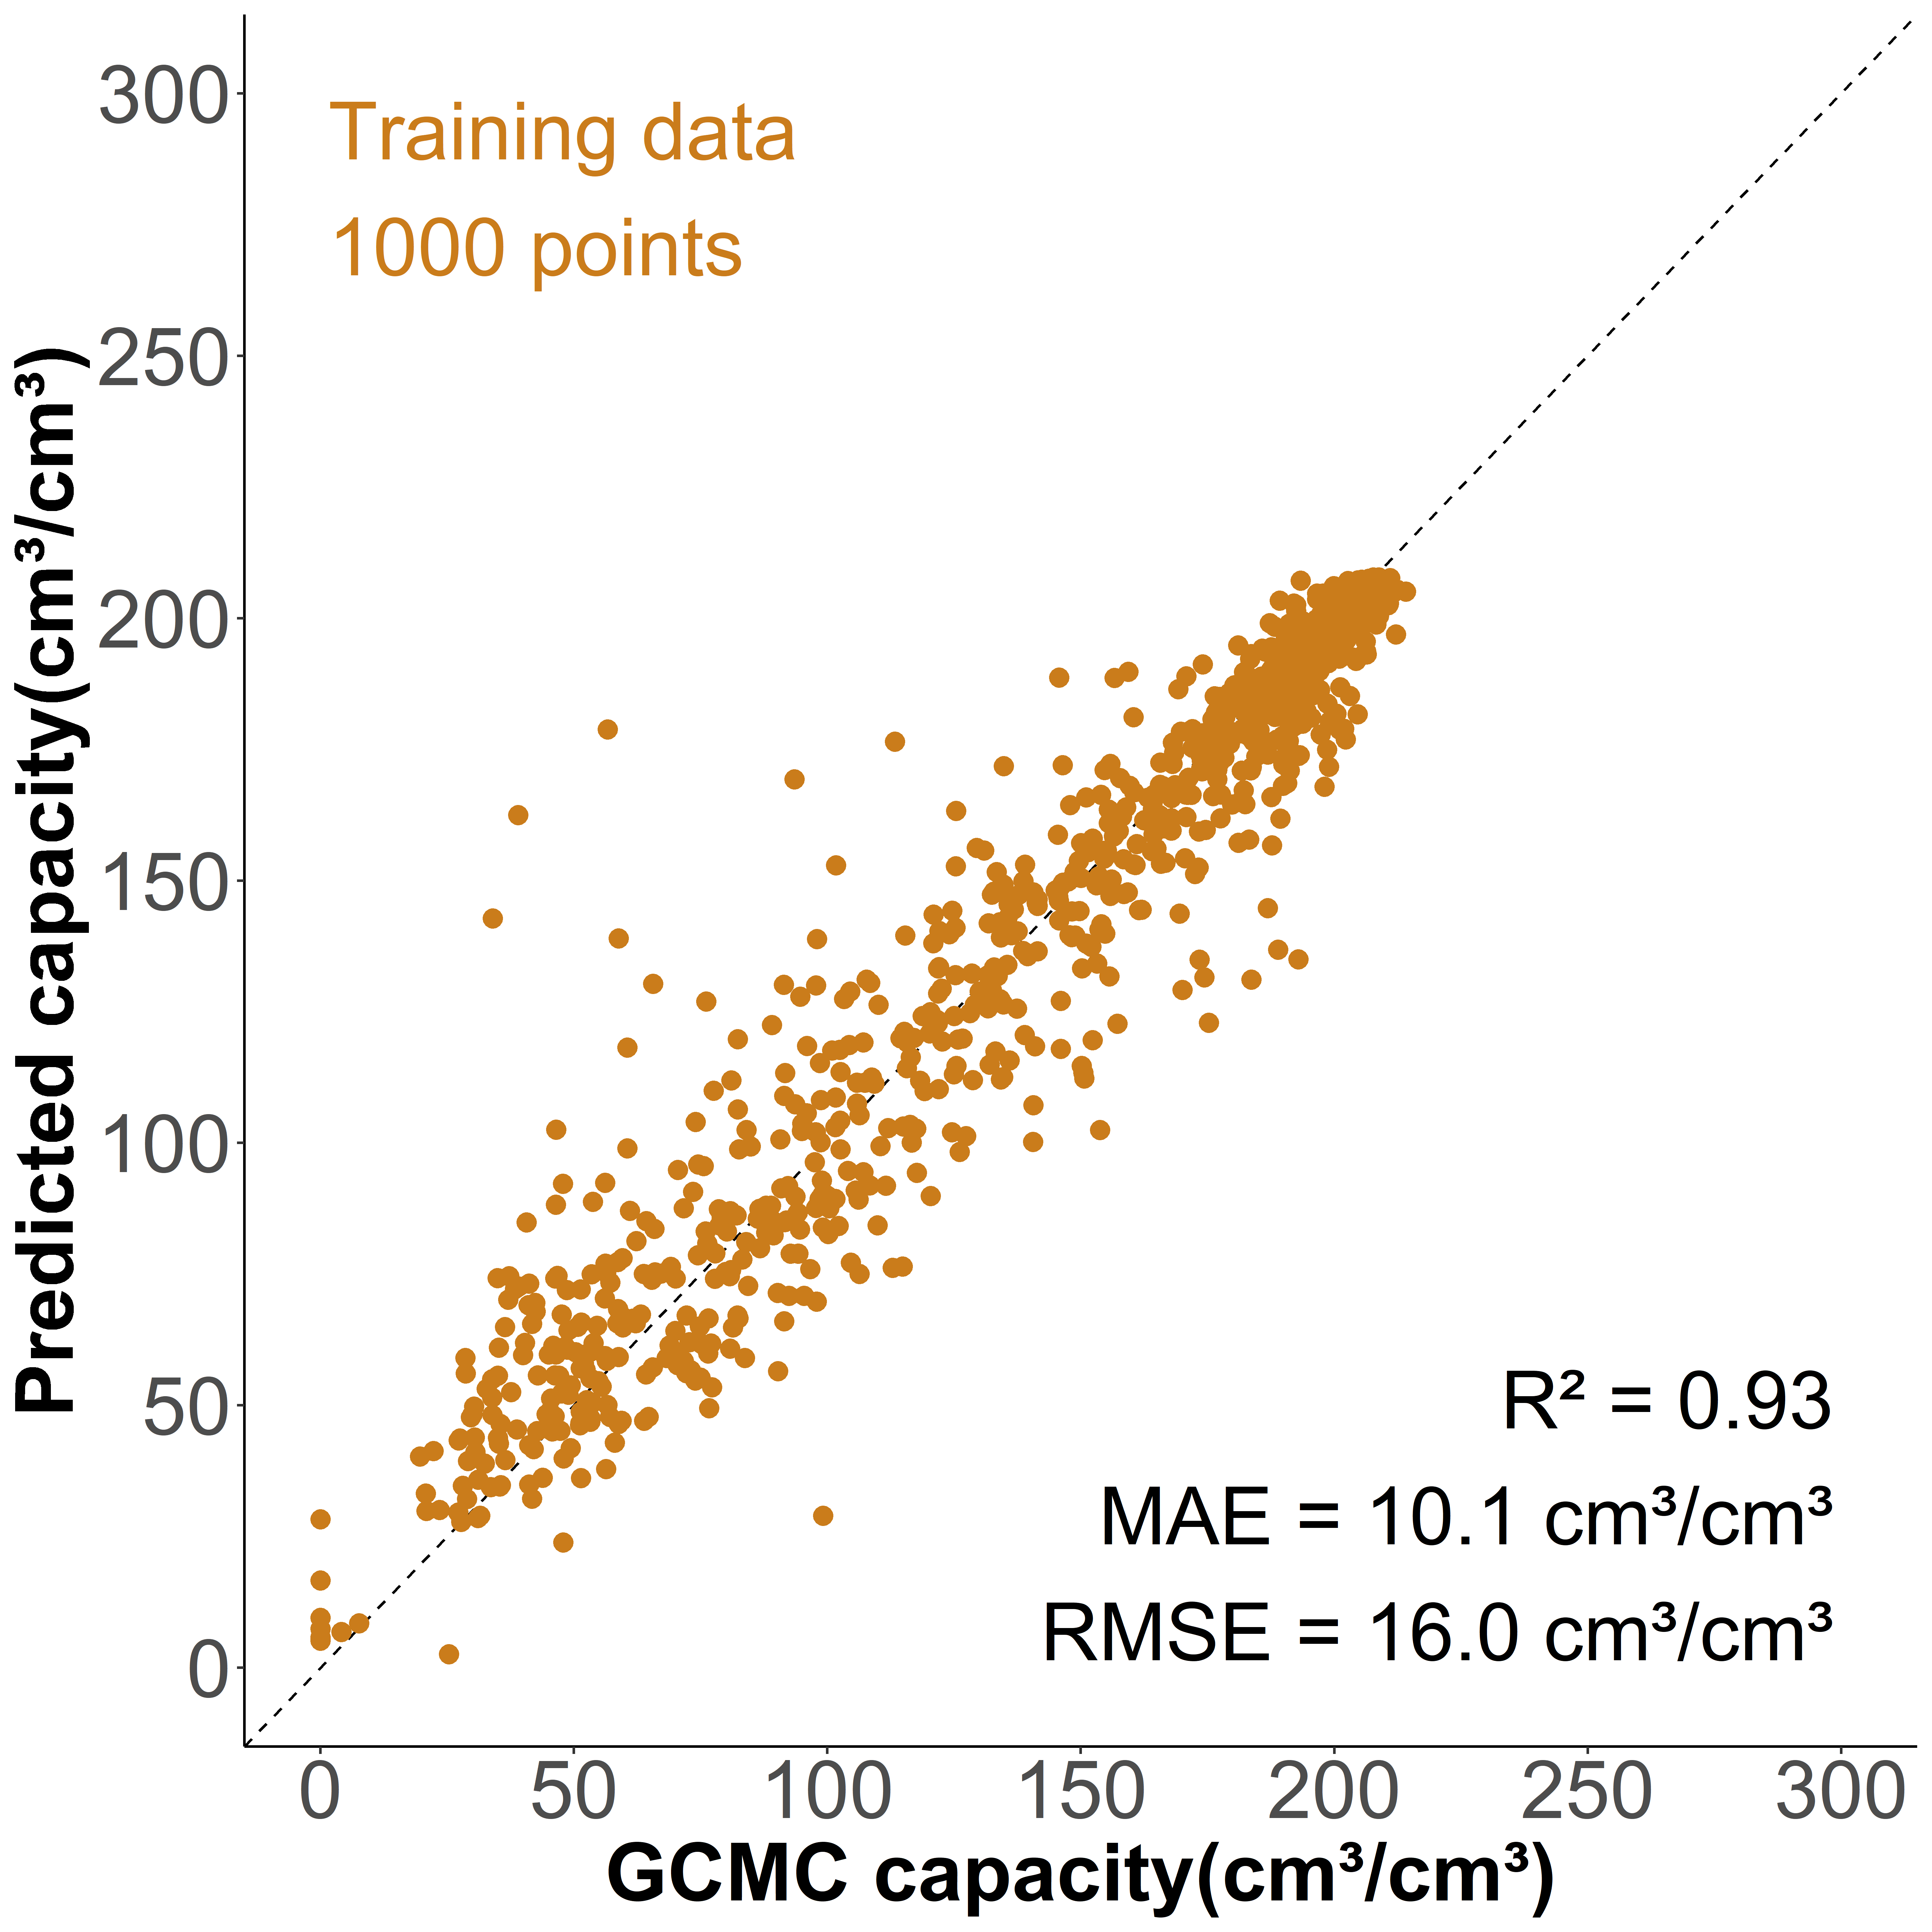 Training data
1000 points
300
250
200
150
100
50
0
Predicted capacity(cm³/cm³)
R² = 0.93
MAE = 10.1 cm³/cm³
RMSE = 16.0 cm³/cm³
0 50 100 150 200 250 300
GCMC capacity(cm³/cm³)